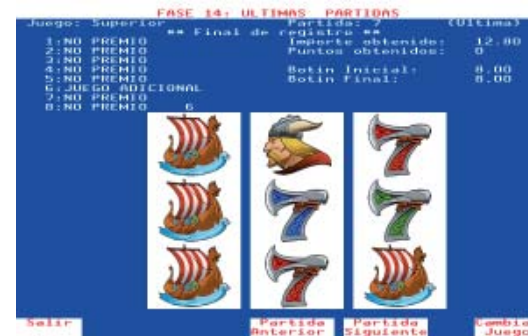 FASE 14: ULTIMAS PARTIDAS
Juego: Superior Partida: 7 (Ultima)
** Final de registro **
1:NO PREMIO Importe obtenido: 12.80
2:NO PREMIO Puntos obtenidos: 0
3:NO PREMIO
4:NO PREMIO Botin Inicial: 8.00
5:NO PREMIO Botin Final: 8.00
6:JUEGO ADICIONAL
7:NO PREMIO
8:NO PREMIO 6
Salir Partida Anterior Partida Siguiente Cambio Juego